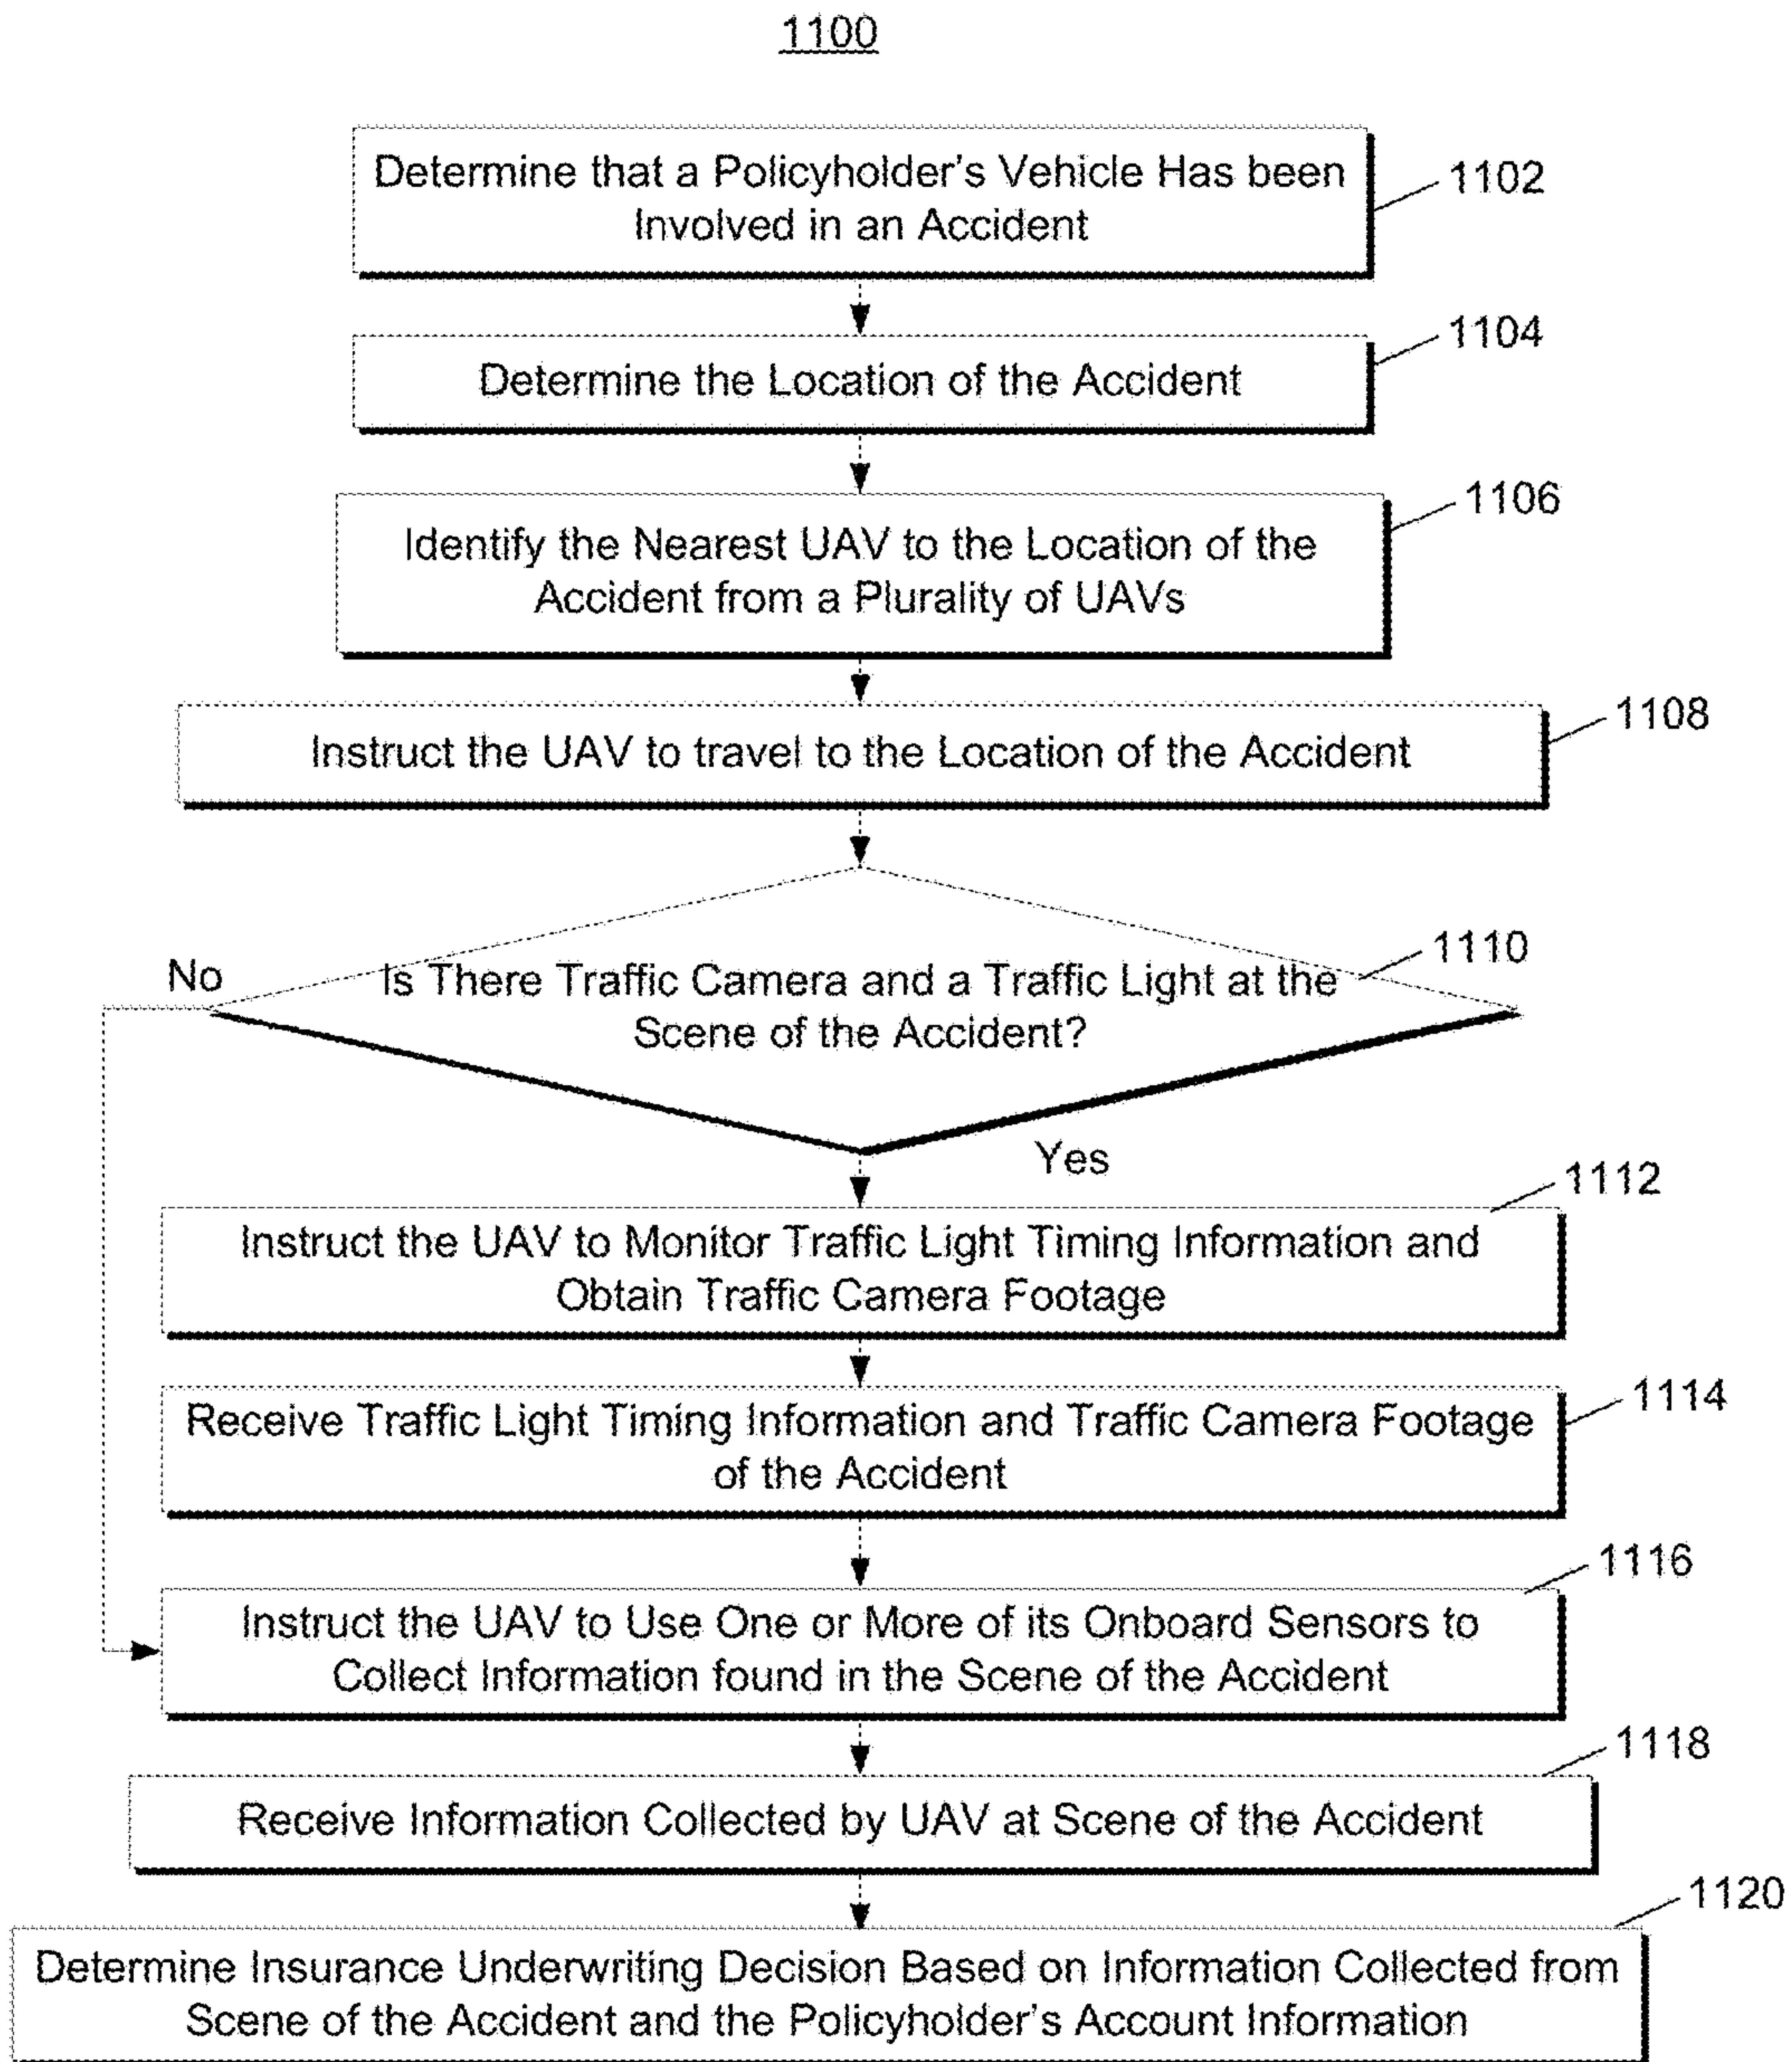 1100
Determine that a Policyholder's Vehicle Has been
Involved in an Accident
1102
Determine the Location of the Accident
1104
Identify the Nearest UAV to the Location of the
Accident from a Plurality of UAVs
1106
Instruct the UAV to travel to the Location of the Accident
1108
Is There Traffic Camera and a Traffic Light at the
Scene of the Accident?
1110
No
Yes
Instruct the UAV to Monitor Traffic Light Timing Information and
Obtain Traffic Camera Footage
1112
Receive Traffic Light Timing Information and Traffic Camera Footage
of the Accident
1114
Instruct the UAV to Use One or More of its Onboard Sensors to
Collect Information found in the Scene of the Accident
1116
Receive Information Collected by UAV at Scene of the Accident
1118
Determine Insurance Underwriting Decision Based on Information Collected from
Scene of the Accident and the Policyholder's Account Information
1120